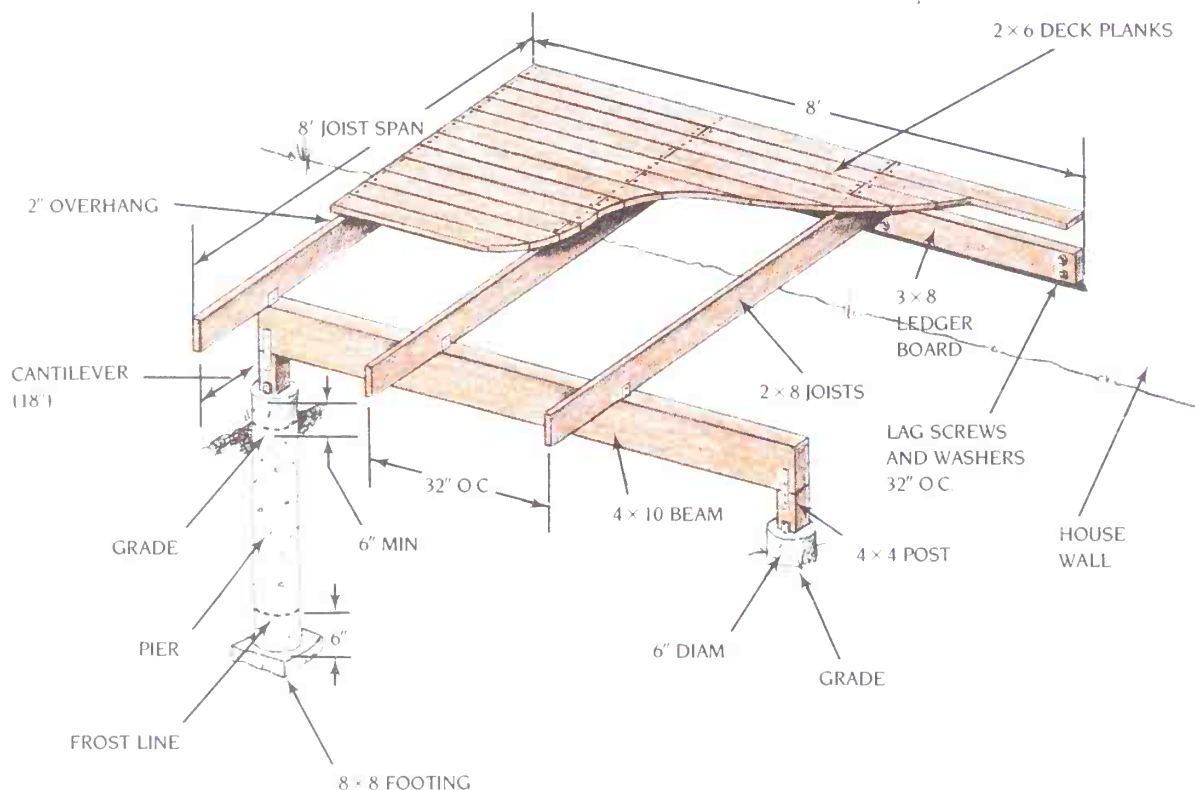 2 × 6 DECK PLANKS
8'
8' JOIST SPAN
2" OVERHANG
3 × 8
LEDGER
BOARD
CANTILEVER
(18")
2 × 8 JOISTS
LAG SCREWS
AND WASHERS
32" O C
32" O C
4 × 10 BEAM
GRADE
6" MIN
HOUSE
WALL
4 × 4 POST
PIER
6"
6" DIAM
GRADE
FROST LINE
8 × 8 FOOTING